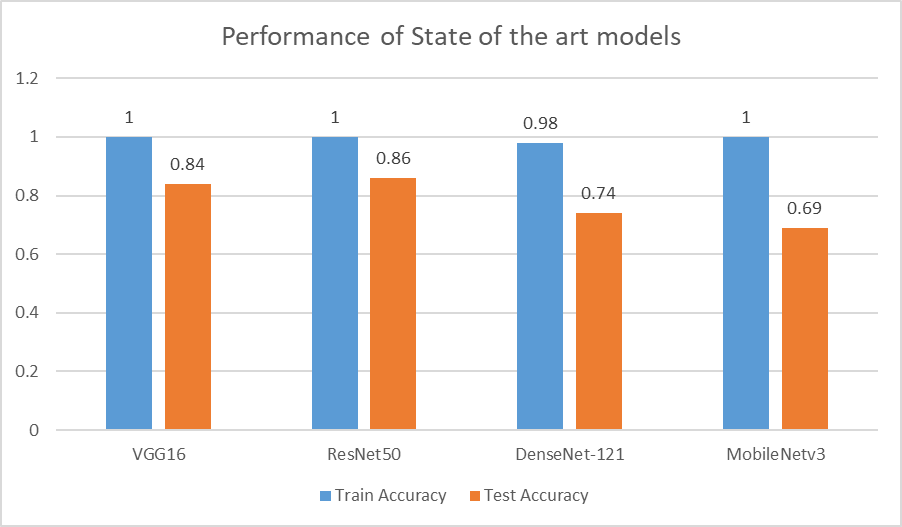 Performance of State of the art models
1.2
1
0.8
0.6
0.4
0.2
0
1
0.84
1
0.86
0.98
0.74
1
0.69
VGG16
ResNet50
DenseNet-121
MobileNetv3
Train Accuracy
Test Accuracy